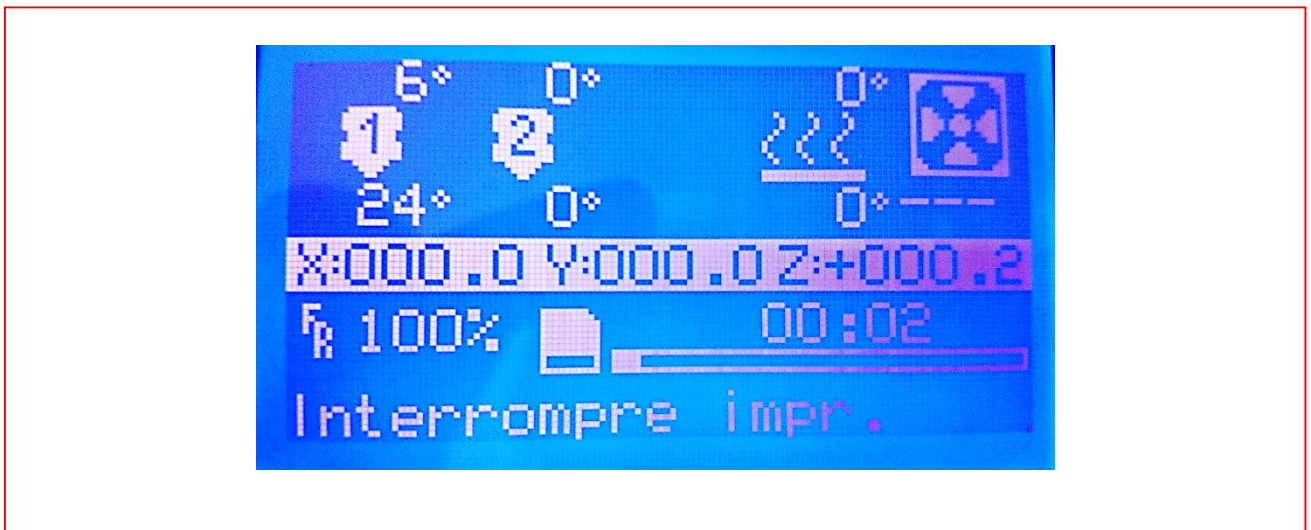 6° 0° 0°
1 2
24° 0° 0° ---
X:000.0 Y:000.0 Z:+000.2
FR 100% 00:02
Interrompre impr.